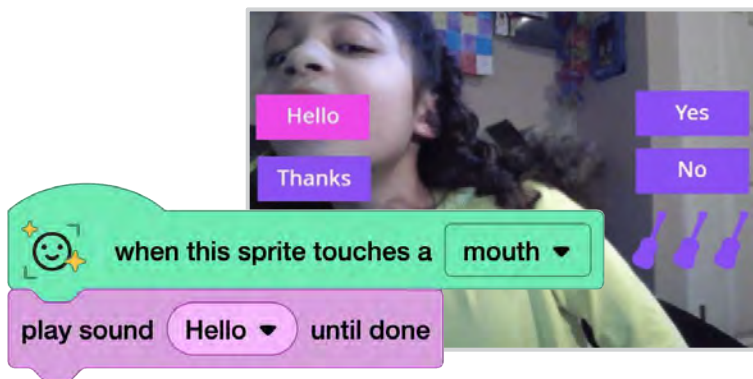 Hello
Thanks
Yes
No
when this sprite touches a mouth
play sound Hello until done